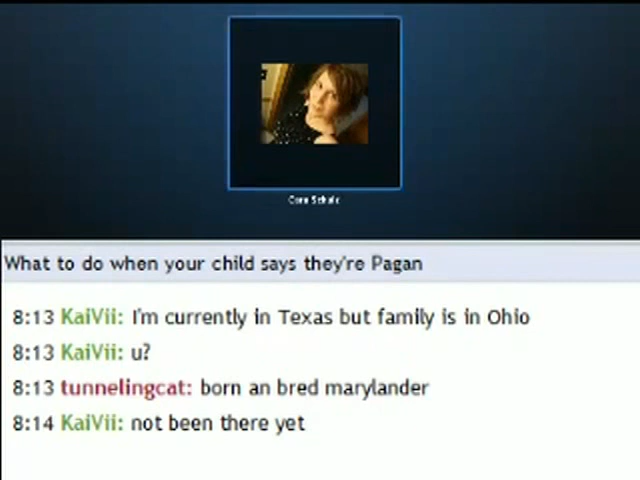 Cara Schulz
What to do when your child says they're Pagan
8:13 KaiVii: I'm currently in Texas but family is in Ohio
8:13 KaiVii: u?
8:13 tunnelingcat: born an bred marylander
8:14 KaiVii: not been there yet